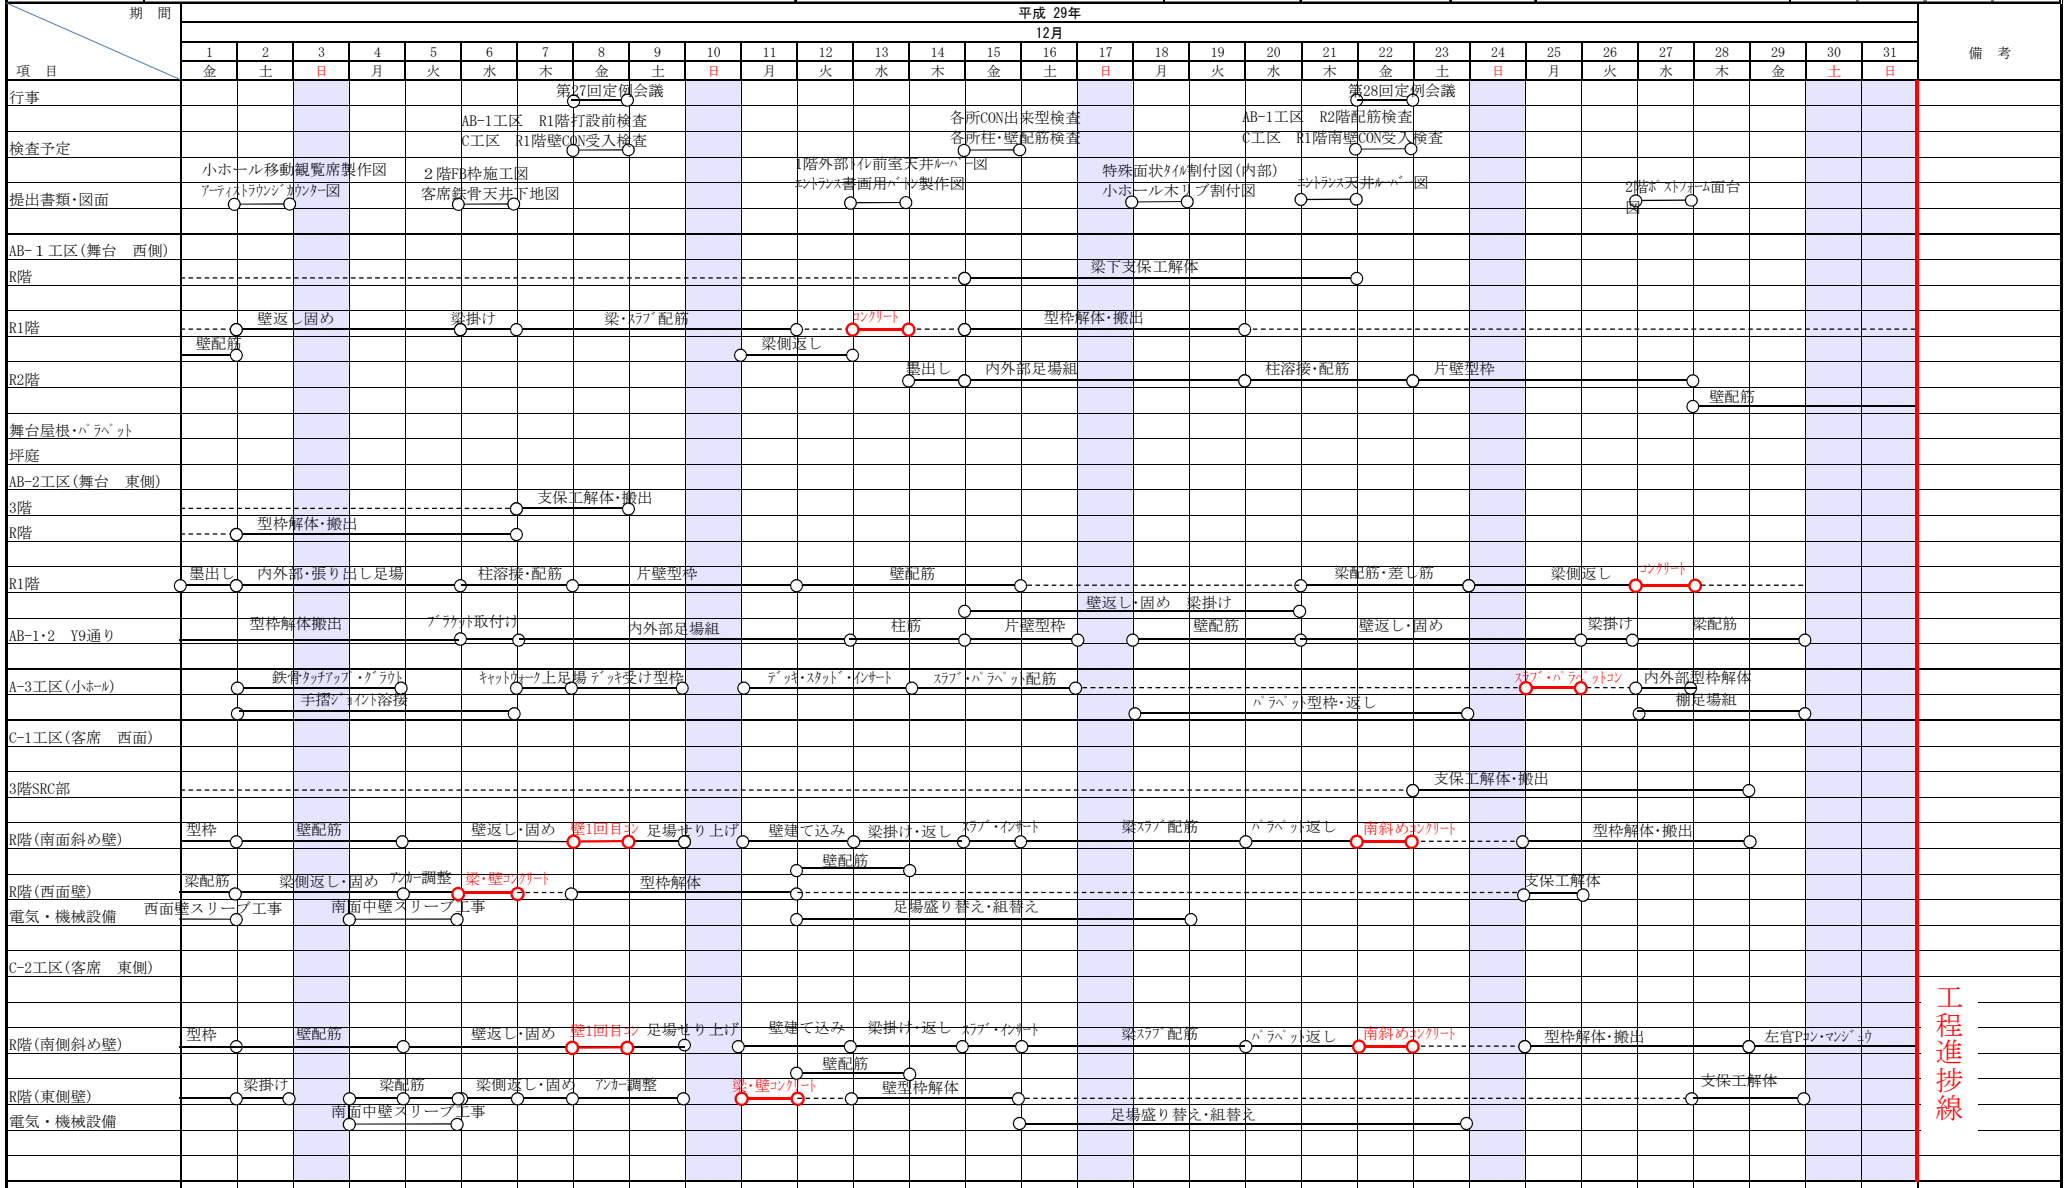 期　間
平成 29年
12月
1 2 3 4 5 6 7 8 9 10 11 12 13 14 15 16 17 18 19 20 21 22 23 24 25 26 27 28 29 30 31
備　考
項　目
金 土 日 月 火 水 木 金 土 日 月 火 水 木 金 土 日 月 火 水 木 金 土 日 月 火 水 木 金 土 日
行事
第27回定例会議
第28回定例会議
AB-1工区　R1階打設前検査
各所CON出来型検査
AB-1工区　R2階配筋検査
検査予定
C工区　R1階壁CON受入検査
各所柱・壁配筋検査
C工区　R1階南壁CON受入検査
小ホール移動観覧席製作図
２階FB枠施工図
1階外部ﾄｲﾚ前室天井ﾙｰﾊﾞｰ図
特殊面状ﾀｲﾙ割付図(内部)
提出書類・図面
ｱｰﾃｨｽﾄﾗｳﾝｼﾞｶｳﾝﾀｰ図
客席鉄骨天井下地図
ｴﾝﾄﾗﾝｽ書画用ﾊﾞﾄﾝ製作図
小ホール木リブ割付図
ｴﾝﾄﾗﾝｽ天井ﾙｰﾊﾞｰ図
2階ﾎﾟｽﾄﾌｫｰﾑ面台
図
AB-１工区(舞台　西側)
R階
梁下支保工解体
R1階
壁返し固め
梁掛け
梁・ｽﾗﾌﾞ配筋
ｺﾝｸﾘｰﾄ
型枠解体・搬出
壁配筋
梁側返し
R2階
墨出し
内外部足場組
柱溶接・配筋
片壁型枠
壁配筋
舞台屋根・ﾊﾟﾗﾍﾟｯﾄ
坪庭
AB-2工区(舞台　東側)
3階
支保工解体・搬出
R階
型枠解体・搬出
R1階
墨出し
内外部・張り出し足場
柱溶接・配筋
片壁型枠
壁配筋
梁配筋・差し筋
梁側返し
ｺﾝｸﾘｰﾄ
壁返し・固め　梁掛け
AB-1・2　Y9通り
型枠解体搬出
ﾌﾞﾗｹｯﾄ取付け
内外部足場組
柱筋
片壁型枠
壁配筋
壁返し・固め
梁掛け
梁配筋
A-3工区(小ﾎｰﾙ)
鉄骨ﾀｯﾁｱｯﾌﾟ・ｸﾞﾗｳﾄ
ｷｬｯﾄｳｫｰｸ上足場
ﾃﾞｯｷ受け型枠
ﾃﾞｯｷ・ｽﾀｯﾄﾞ・ｲﾝｻｰﾄ
ｽﾗﾌﾞ・ﾊﾟﾗﾍﾟｯﾄ配筋
ｽﾗﾌﾞ・ﾊﾟﾗﾍﾟｯﾄｺﾝ
内外部型枠解体
手摺ｼﾞｮｲﾝﾄ溶接
ﾊﾟﾗﾍﾟｯﾄ型枠・返し
棚足場組
C-1工区(客席　西面)
3階SRC部
支保工解体・搬出
R階(南面斜め壁)
型枠
壁配筋
壁返し・固め
壁1回目ｺﾝ
足場せり上げ
壁建て込み
梁掛け・返し
ｽﾗﾌﾞ・ｲﾝｻｰﾄ
梁ｽﾗﾌﾞ配筋
ﾊﾟﾗﾍﾟｯﾄ返し
南斜めｺﾝｸﾘｰﾄ
型枠解体・搬出
壁配筋
R階(西面壁)
梁配筋
梁側返し・固め
ｱﾝｶｰ調整
梁・壁ｺﾝｸﾘｰﾄ
型枠解体
支保工解体
電気・機械設備
西面壁スリーブ工事
南面中壁スリーブ工事
足場盛り替え・組替え
C-2工区(客席　東側)
R階(南側斜め壁)
型枠
壁配筋
壁返し・固め
壁1回目ｺﾝ
足場せり上げ
壁建て込み
梁掛け・返し
ｽﾗﾌﾞ・ｲﾝｻｰﾄ
梁ｽﾗﾌﾞ配筋
ﾊﾟﾗﾍﾟｯﾄ返し
南斜めｺﾝｸﾘｰﾄ
型枠解体・搬出
左官Pｺﾝ・ﾏﾝｼﾞｭｳ
壁配筋
R階(東側壁)
梁掛け
梁配筋
梁側返し・固め
ｱﾝｶｰ調整
梁・壁ｺﾝｸﾘｰﾄ
壁型枠解体
支保工解体
電気・機械設備
南面中壁スリーブ工事
足場盛り替え・組替え
工程進捗線